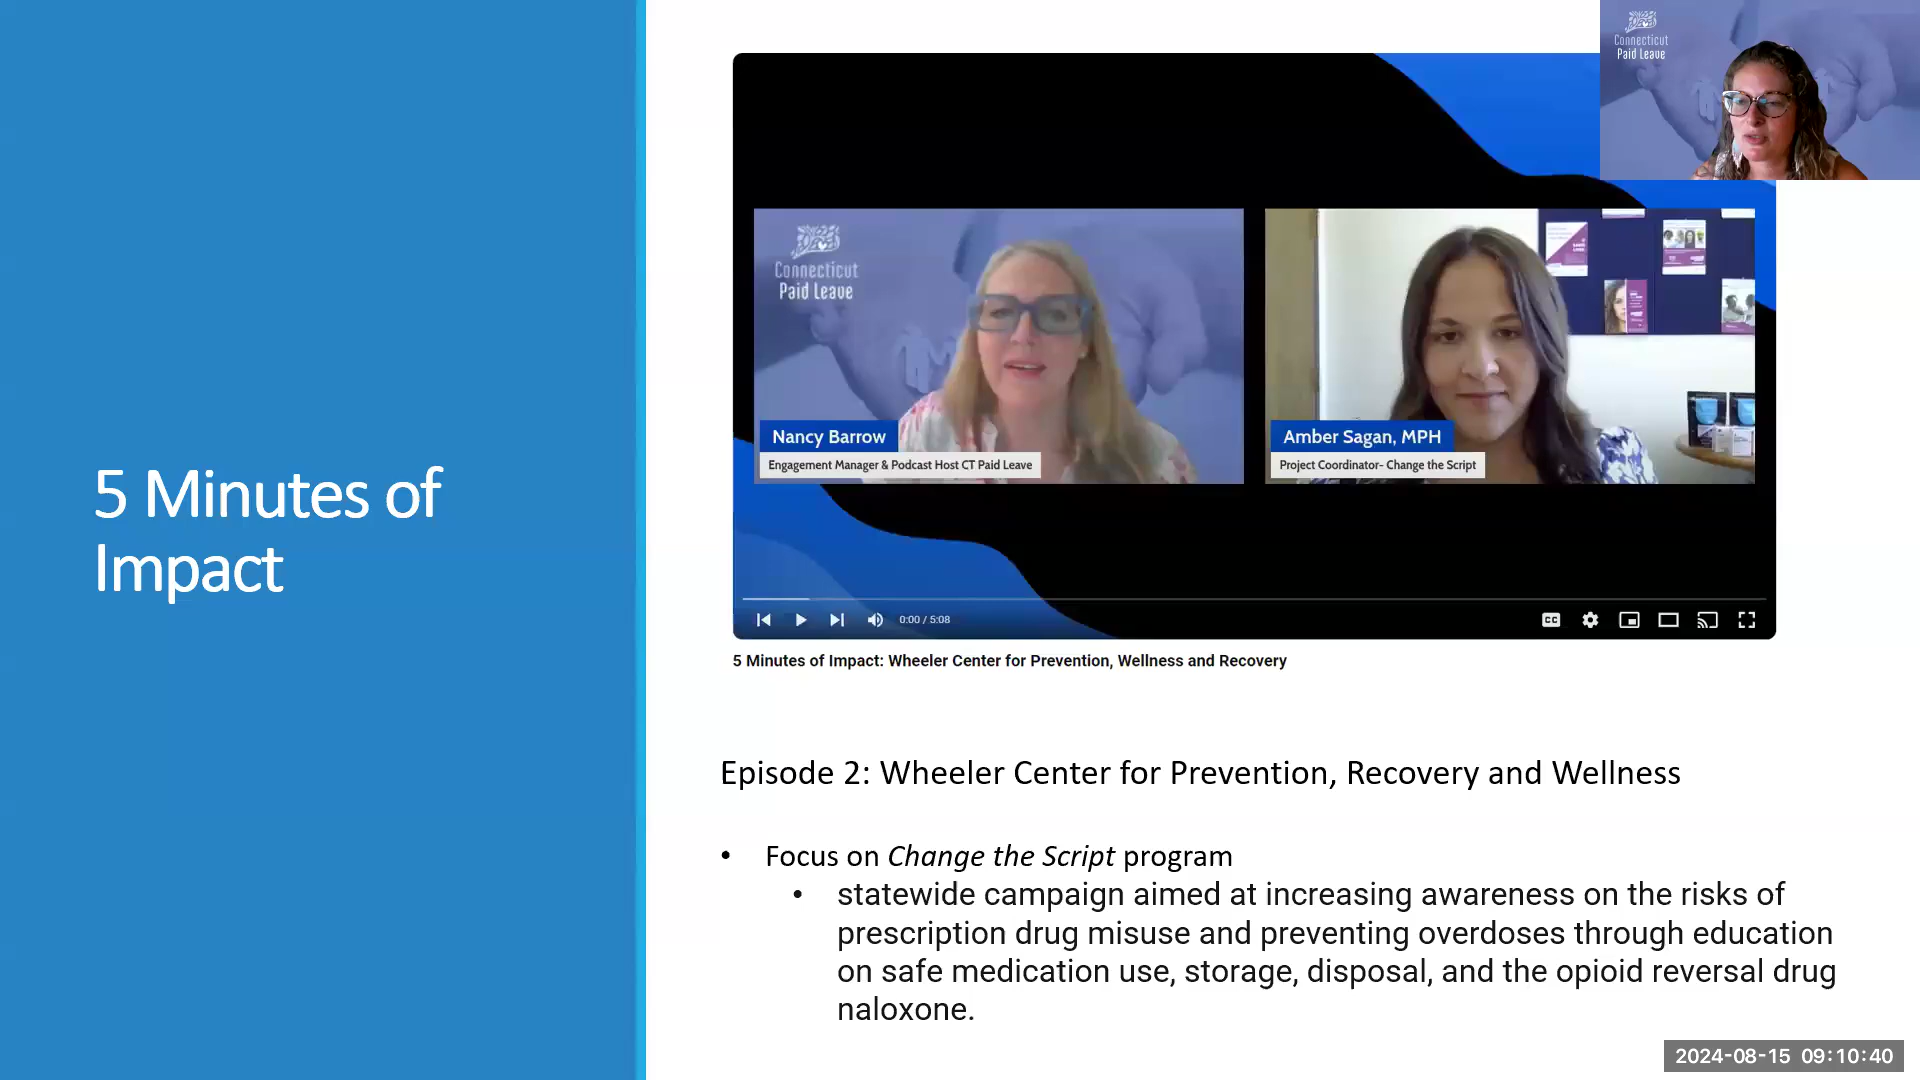 5 Minutes of
Impact
Connecticut
Paid Leave
Connecticut
Paid Leave
Nancy Barrow
Engagement Manager & Podcast Host CT Paid Leave
Amber Sagan, MPH
Project Coordinator- Change the Script
0:00 / 5:08
CC
5 Minutes of Impact: Wheeler Center for Prevention, Wellness and Recovery
Episode 2: Wheeler Center for Prevention, Recovery and Wellness
• Focus on Change the Script program
• statewide campaign aimed at increasing awareness on the risks of
prescription drug misuse and preventing overdoses through education
on safe medication use, storage, disposal, and the opioid reversal drug
naloxone.
2024-08-15 09:10:40